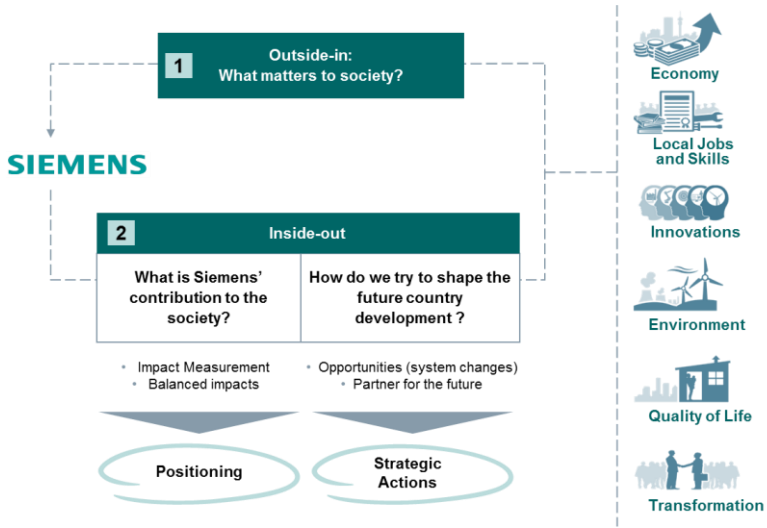 1
Outside-in:
What matters to society?
SIEMENS
2
Inside-out
What is Siemens'
contribution to the
society?
How do we try to shape the
future country
development ?
• Impact Measurement
• Balanced impacts
• Opportunities (system changes)
• Partner for the future
Positioning
Strategic
Actions
Economy
Local Jobs
and Skills
Innovations
Environment
Quality of Life
Transformation